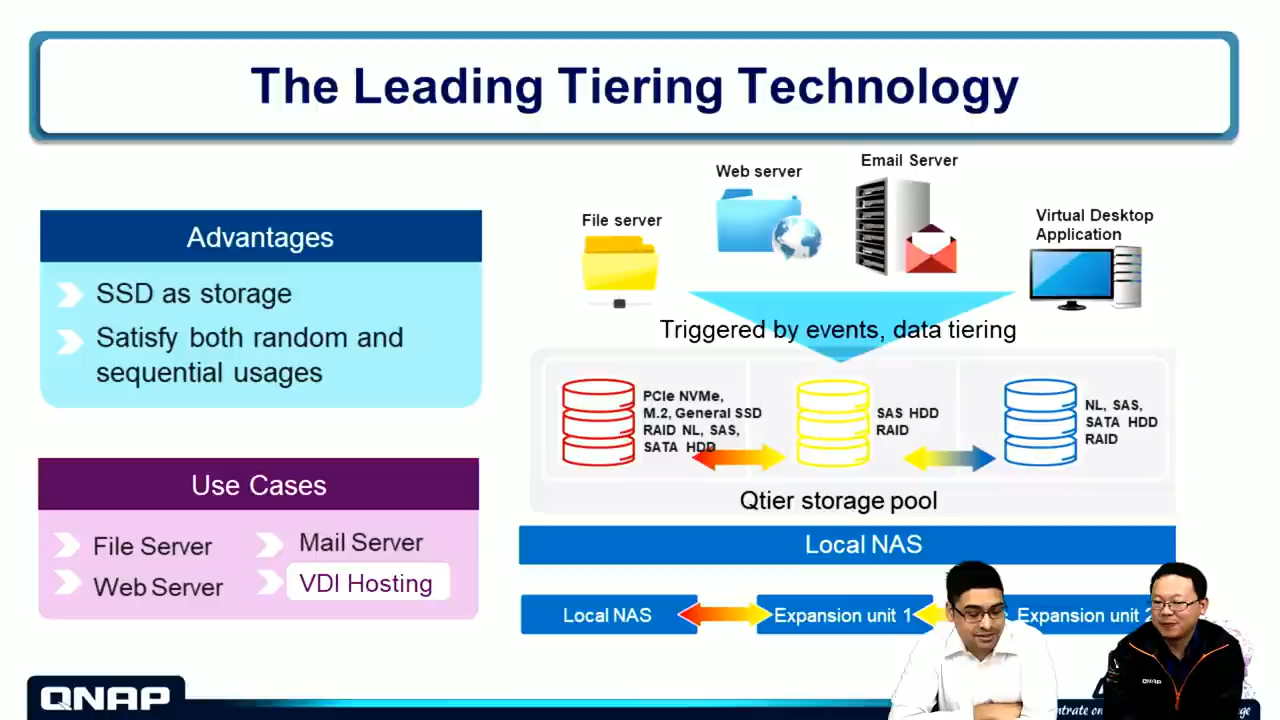 The Leading Tiering Technology
Advantages
SSD as storage
Satisfy both random and
sequential usages
Use Cases
File Server
Mail Server
Web Server
VDI Hosting
File server
Web server
Email Server
Virtual Desktop
Application
Triggered by events, data tiering
PCIe NVMe,
M.2, General SSD
RAID NL, SAS,
SATA HDD
SAS HDD
RAID
NL, SAS,
SATA HDD
RAID
Qtier storage pool
Local NAS
Local NAS
Expansion unit 1
Expansion unit 2
QNAP
QNAP